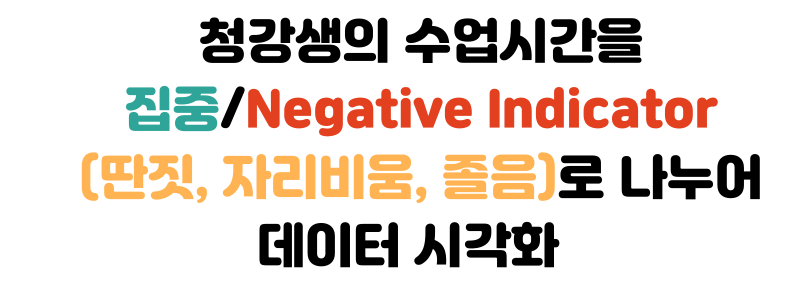 청강생의 수업시간을
집중/Negative Indicator
(딴짓, 자리비움, 졸음)로 나누어
데이터 시각화